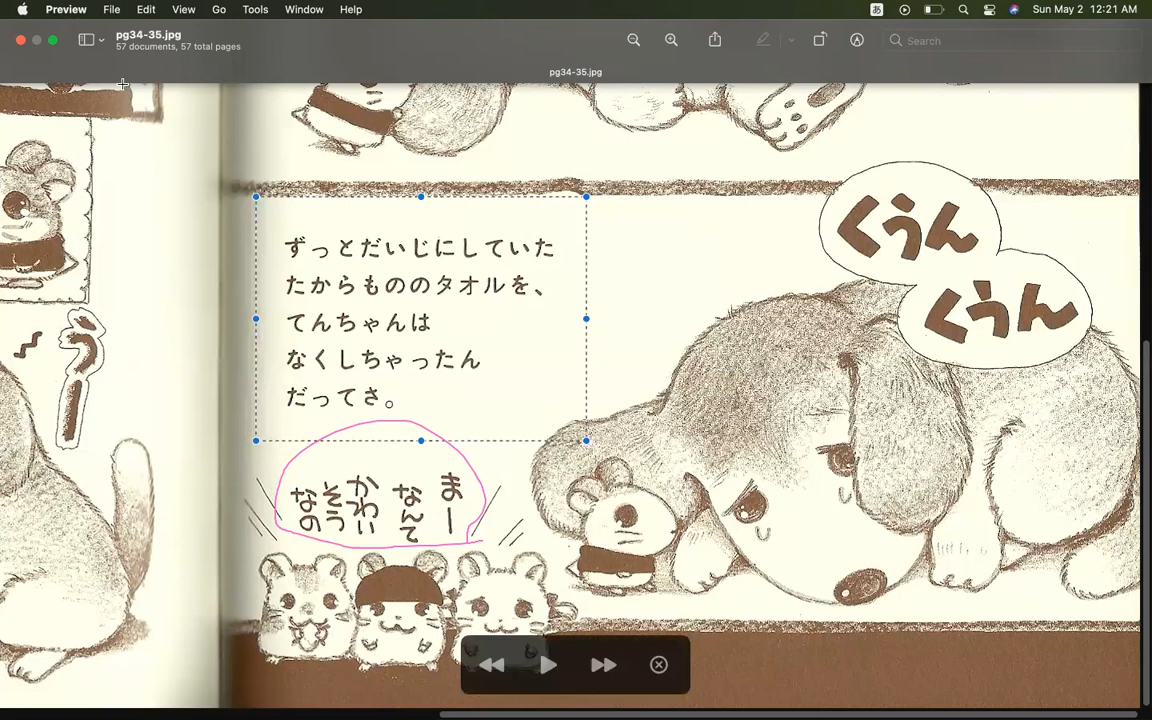 Preview File Edit View Go Tools Window Help
あ Sun May 2 12:21 AM
pg34-35.jpg
57 documents, 57 total pages
Search
pg34-35.jpg
くうん
くうん
ずっとだいじにしていた
たからもののタオルを、
てんちゃんは
なくしちゃったん
だってさ。
まー
なんて
かわい
そう
なの
う
ー